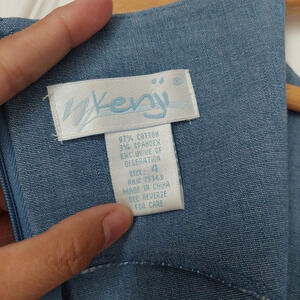 Kenji
97% COTTON
3% SPANDEX
EXCLUSIVE OF
DECORATION
SIZE: 4
MADE IN CHINA
SEE REVERSE
FOR CARE